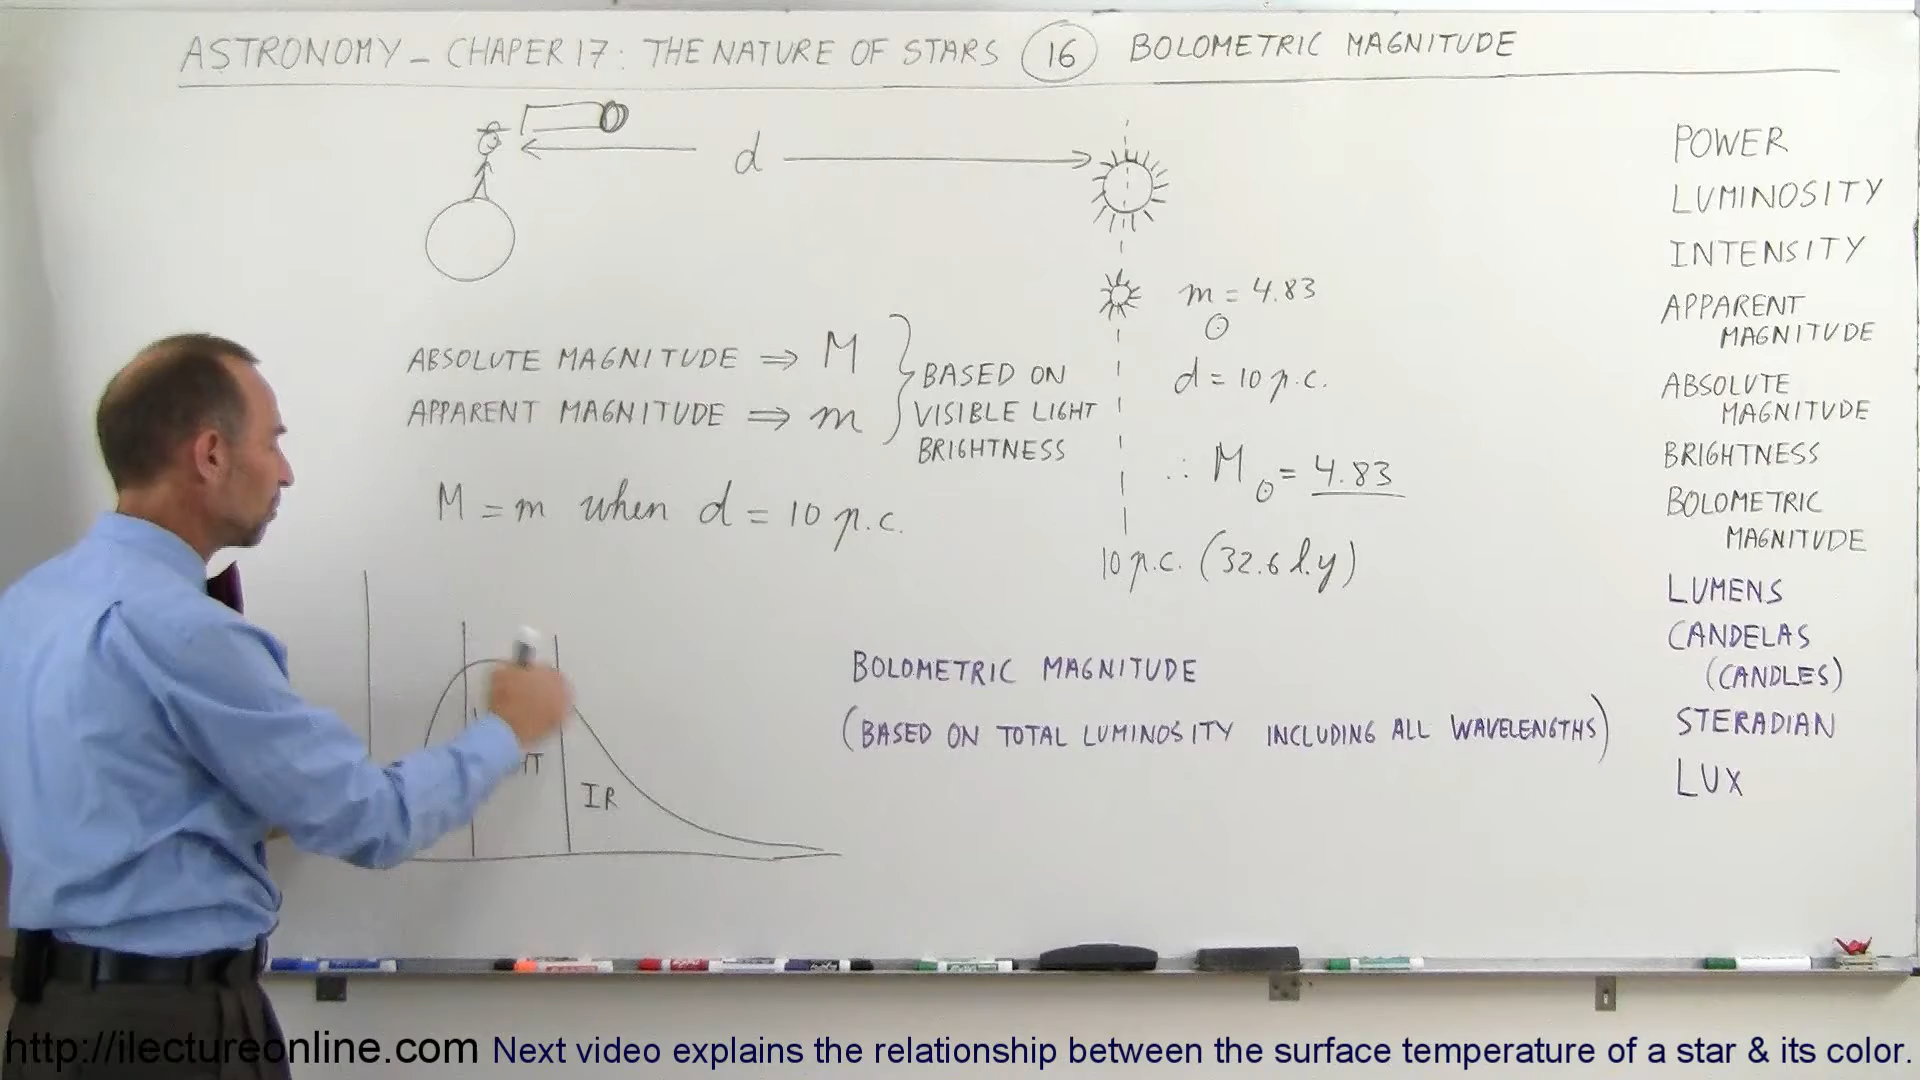 ASTRONOMY - CHAPER 17: THE NATURE OF STARS 16 BOLOMETRIC MAGNITUDE
d
m⊙ = 4.83
d = 10 p.c.
∴ M⊙ = 4.83
10 p.c. (32.6 l.y)
ABSOLUTE MAGNITUDE ⇒ M
APPARENT MAGNITUDE ⇒ m
BASED ON
VISIBLE LIGHT
BRIGHTNESS
M = m when d = 10 p.c.
IR
BOLOMETRIC MAGNITUDE
(BASED ON TOTAL LUMINOSITY INCLUDING ALL WAVELENGTHS)
POWER
LUMINOSITY
INTENSITY
APPARENT
MAGNITUDE
ABSOLUTE
MAGNITUDE
BRIGHTNESS
BOLOMETRIC
MAGNITUDE
LUMENS
CANDELAS
(CANDLES)
STERADIAN
LUX
http://ilectureonline.com Next video explains the relationship between the surface temperature of a star & its color.